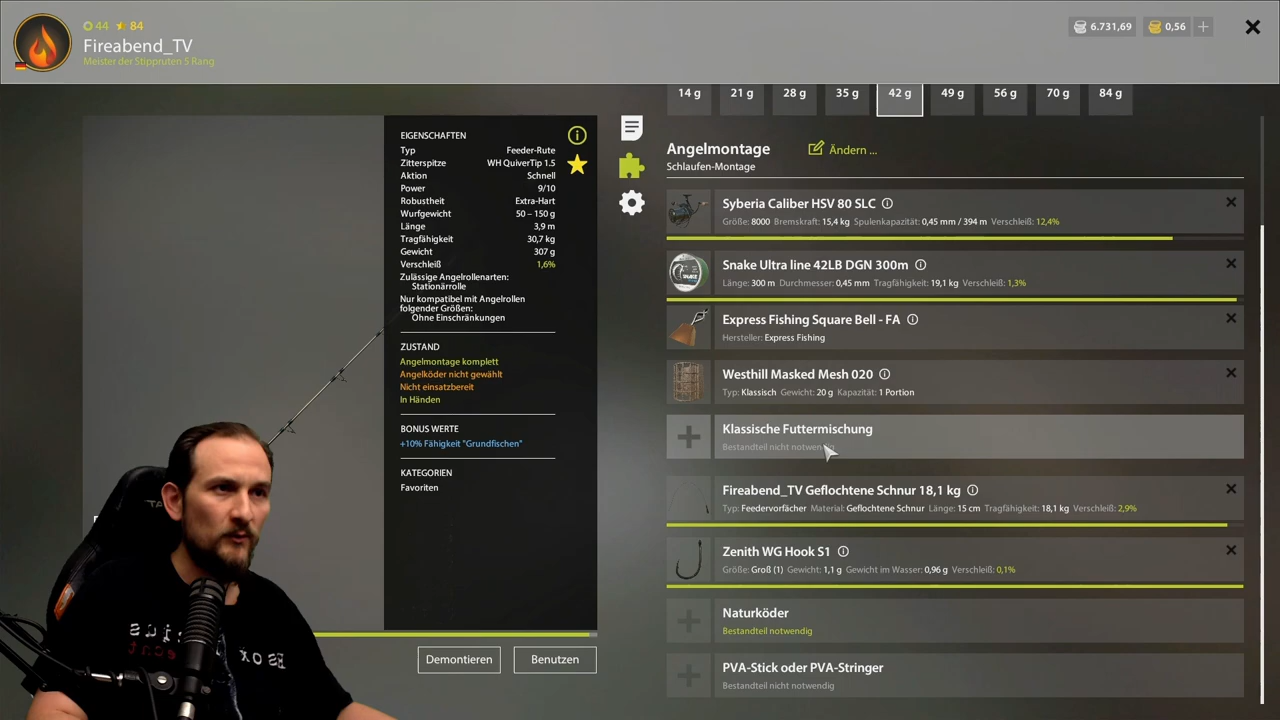 44 84
Fireabend_TV
Meister der Stippruten 5 Rang
6.731,69 0,56
14 g 21 g 28 g 35 g 42 g 49 g 56 g 70 g 84 g
EIGENSCHAFTEN
Typ Feeder-Rute
Zitterspitze WH QuiverTip 1.5
Aktion Schnell
Power 9/10
Robustheit Extra-Hart
Wurfgewicht 50 – 150 g
Länge 3,9 m
Tragfähigkeit 30,7 kg
Gewicht 307 g
Verschleiß 1,6%
Zulässige Angelrollenarten:
Stationärrolle
Nur kompatibel mit Angelrollen
folgender Größen:
Ohne Einschränkungen
ZUSTAND
Angelmontage komplett
Angelköder nicht gewählt
Nicht einsatzbereit
In Händen
BONUS WERTE
+10% Fähigkeit "Grundfischen"
KATEGORIEN
Favoriten
Demontieren Benutzen
Angelmontage Ändern ...
Schlaufen-Montage
Syberia Caliber HSV 80 SLC
Größe: 8000 Bremskraft: 15,4 kg Spulenkapazität: 0,45 mm / 394 m Verschleiß: 12,4%
Snake Ultra line 42LB DGN 300m
Länge: 300 m Durchmesser: 0,45 mm Tragfähigkeit: 19,1 kg Verschleiß: 1,3%
Express Fishing Square Bell - FA
Hersteller: Express Fishing
Westhill Masked Mesh 020
Typ: Klassisch Gewicht: 20 g Kapazität: 1 Portion
Klassische Futtermischung
Bestandteil nicht notwendig
Fireabend_TV Geflochtene Schnur 18,1 kg
Typ: Feedervorfächer Material: Geflochtene Schnur Länge: 15 cm Tragfähigkeit: 18,1 kg Verschleiß: 2,9%
Zenith WG Hook S1
Größe: Groß (1) Gewicht: 1,1 g Gewicht im Wasser: 0,96 g Verschleiß: 0,1%
Naturköder
Bestandteil notwendig
PVA-Stick oder PVA-Stringer
Bestandteil nicht notwendig